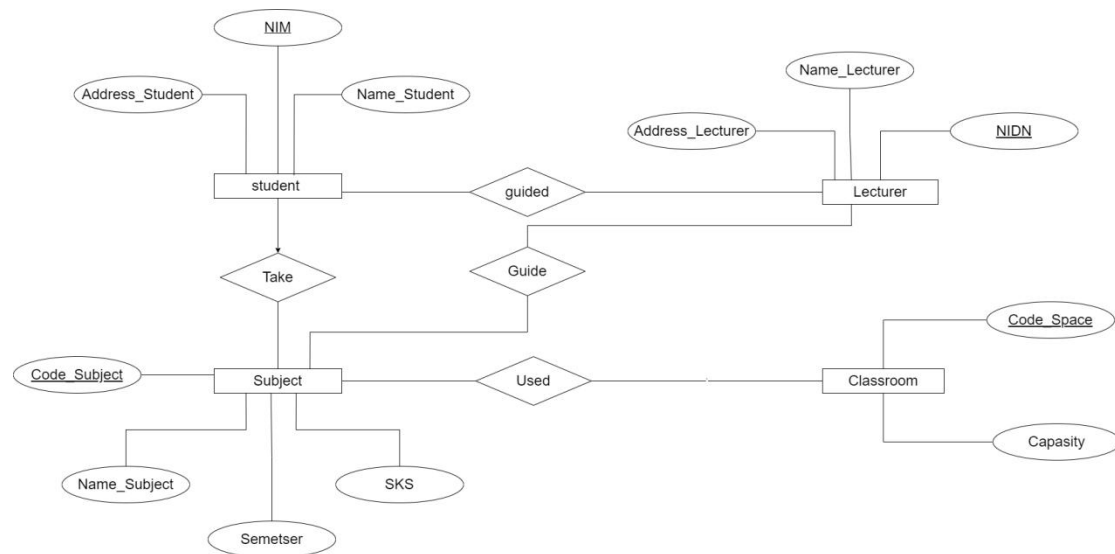 NIM
Address_Student
Name_Student
Name_Lecturer
Address_Lecturer
NIDN
student
guided
Lecturer
Take
Guide
Code_Space
Code_Subject
Subject
Used
Classroom
Name_Subject
SKS
Capasity
Semetser